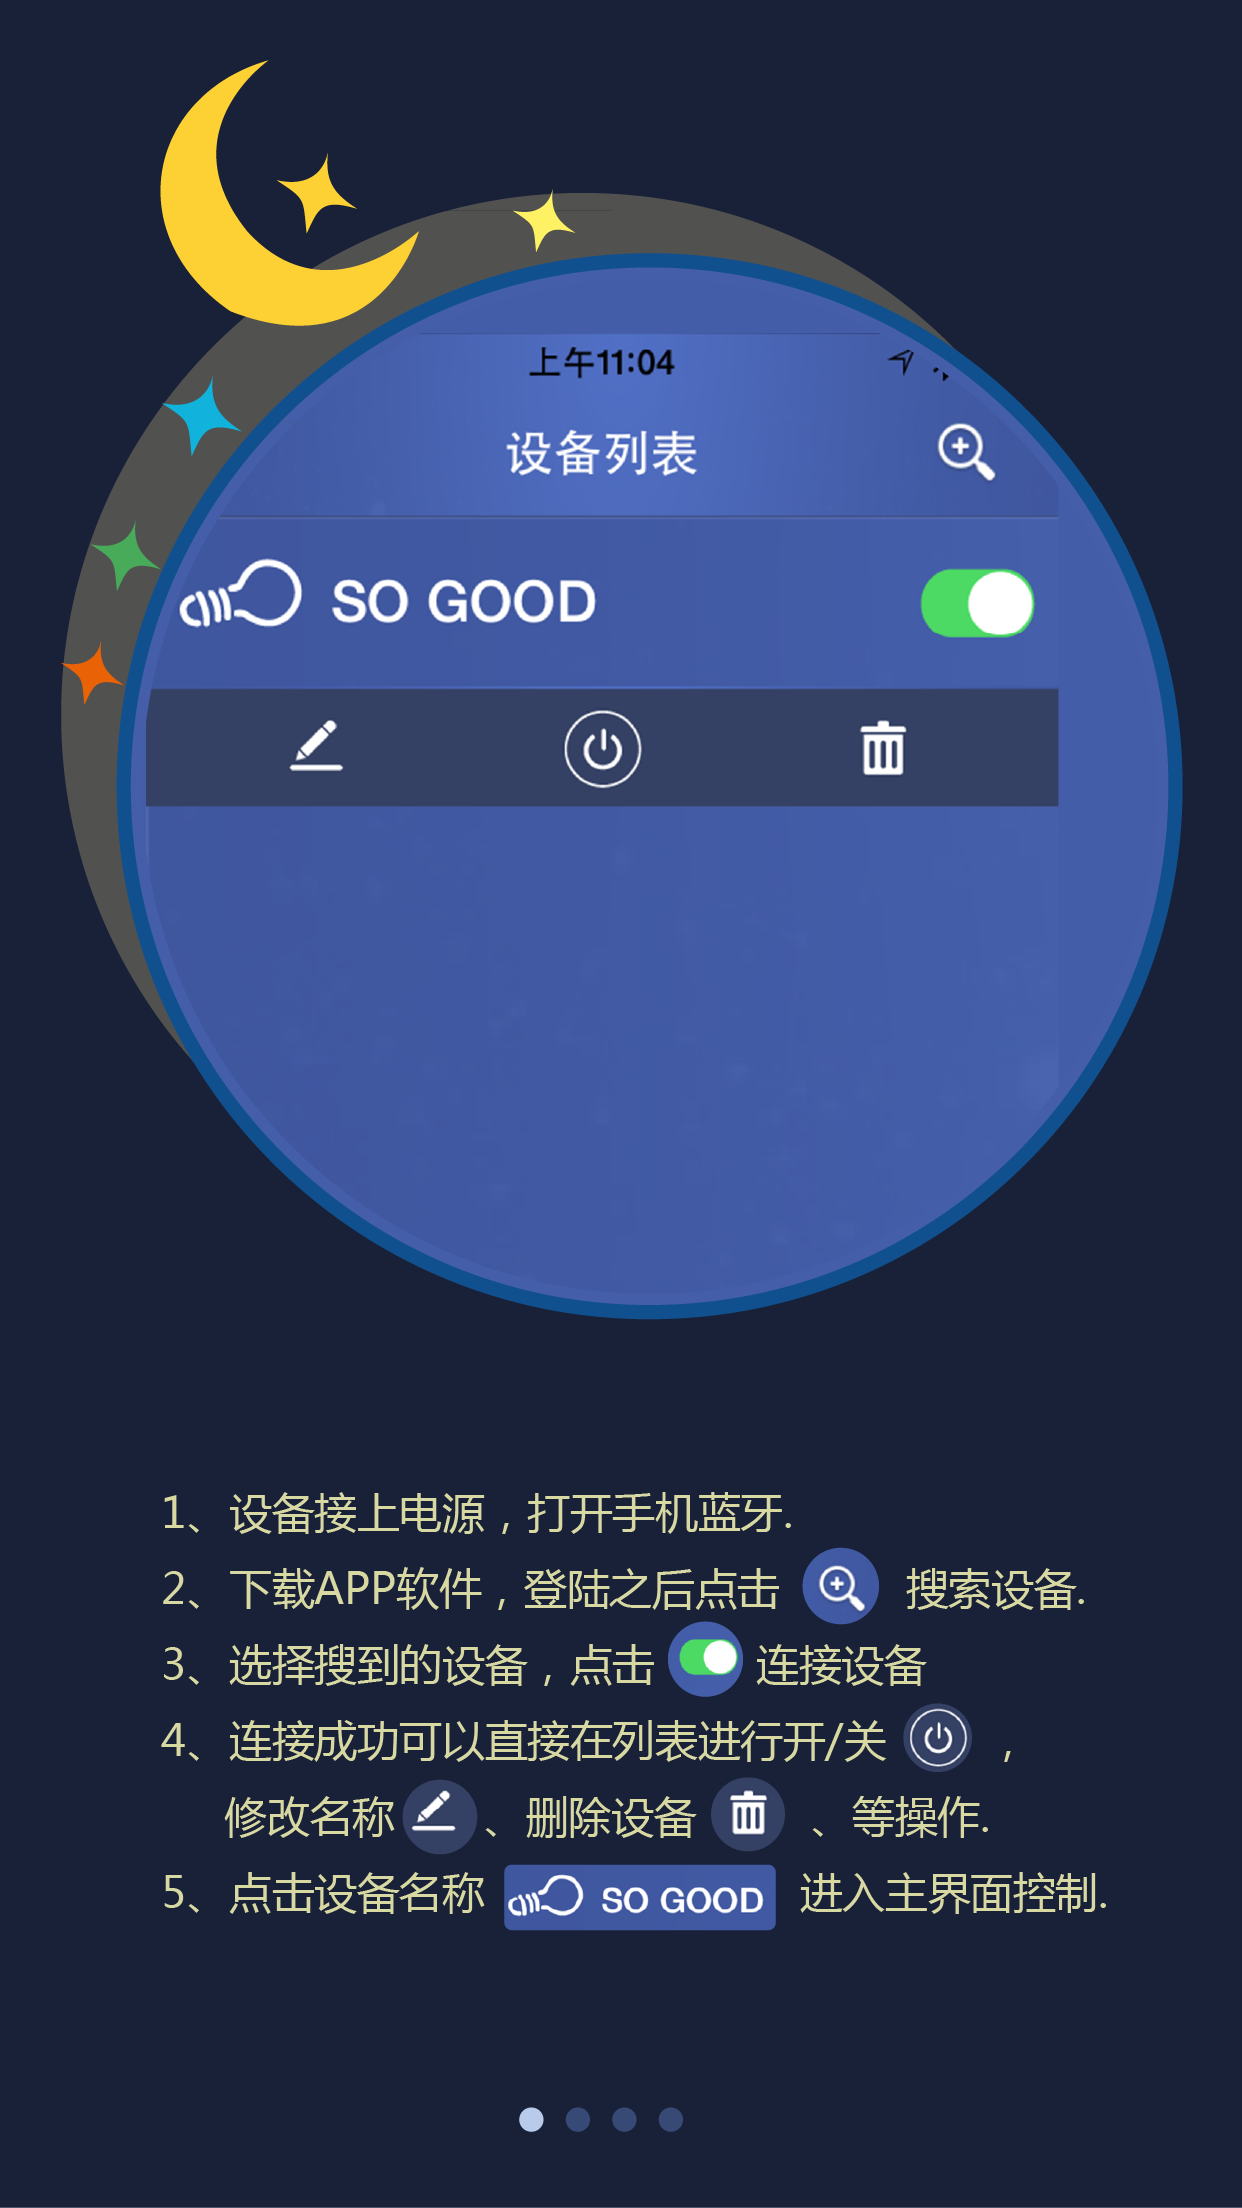 上午11:04
设备列表
SO GOOD
1、设备接上电源，打开手机蓝牙.
2、下载APP软件，登陆之后点击 搜索设备.
3、选择搜到的设备，点击 连接设备
4、连接成功可以直接在列表进行开/关 ，
修改名称 、删除设备 、等操作.
5、点击设备名称 SO GOOD 进入主界面控制.